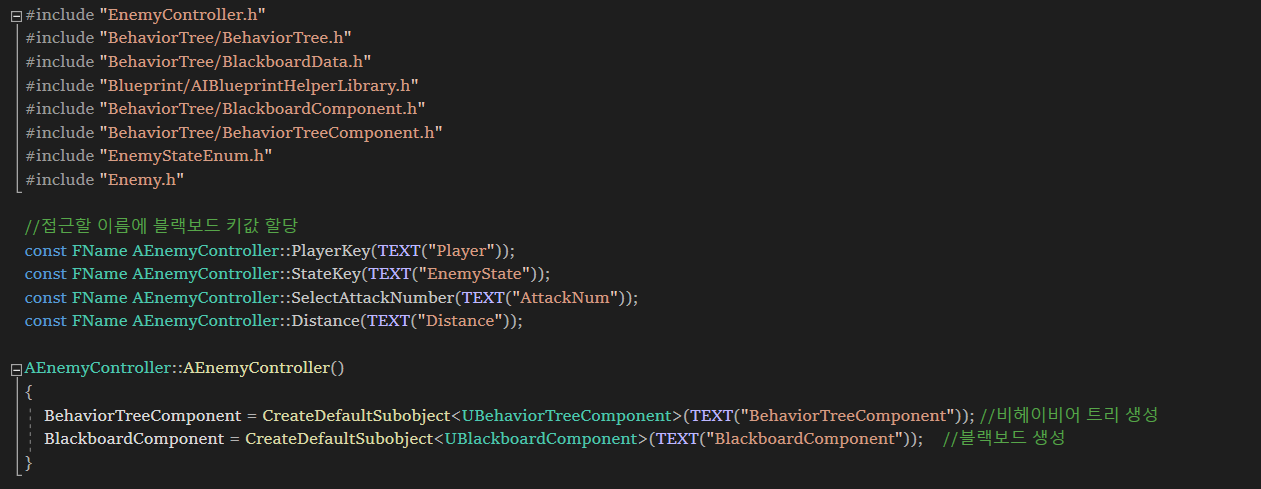 #include "EnemyController.h"
#include "BehaviorTree/BehaviorTree.h"
#include "BehaviorTree/BlackboardData.h"
#include "Blueprint/AIBlueprintHelperLibrary.h"
#include "BehaviorTree/BlackboardComponent.h"
#include "BehaviorTree/BehaviorTreeComponent.h"
#include "EnemyStateEnum.h"
#include "Enemy.h"
//접근할 이름에 블랙보드 키값 할당
const FName AEnemyController::PlayerKey(TEXT("Player"));
const FName AEnemyController::StateKey(TEXT("EnemyState"));
const FName AEnemyController::SelectAttackNumber(TEXT("AttackNum"));
const FName AEnemyController::Distance(TEXT("Distance"));
AEnemyController::AEnemyController()
{
BehaviorTreeComponent = CreateDefaultSubobject<UBehaviorTreeComponent>(TEXT("BehaviorTreeComponent")); //비헤이비어 트리 생성
BlackboardComponent = CreateDefaultSubobject<UBlackboardComponent>(TEXT("BlackboardComponent")); //블랙보드 생성
}